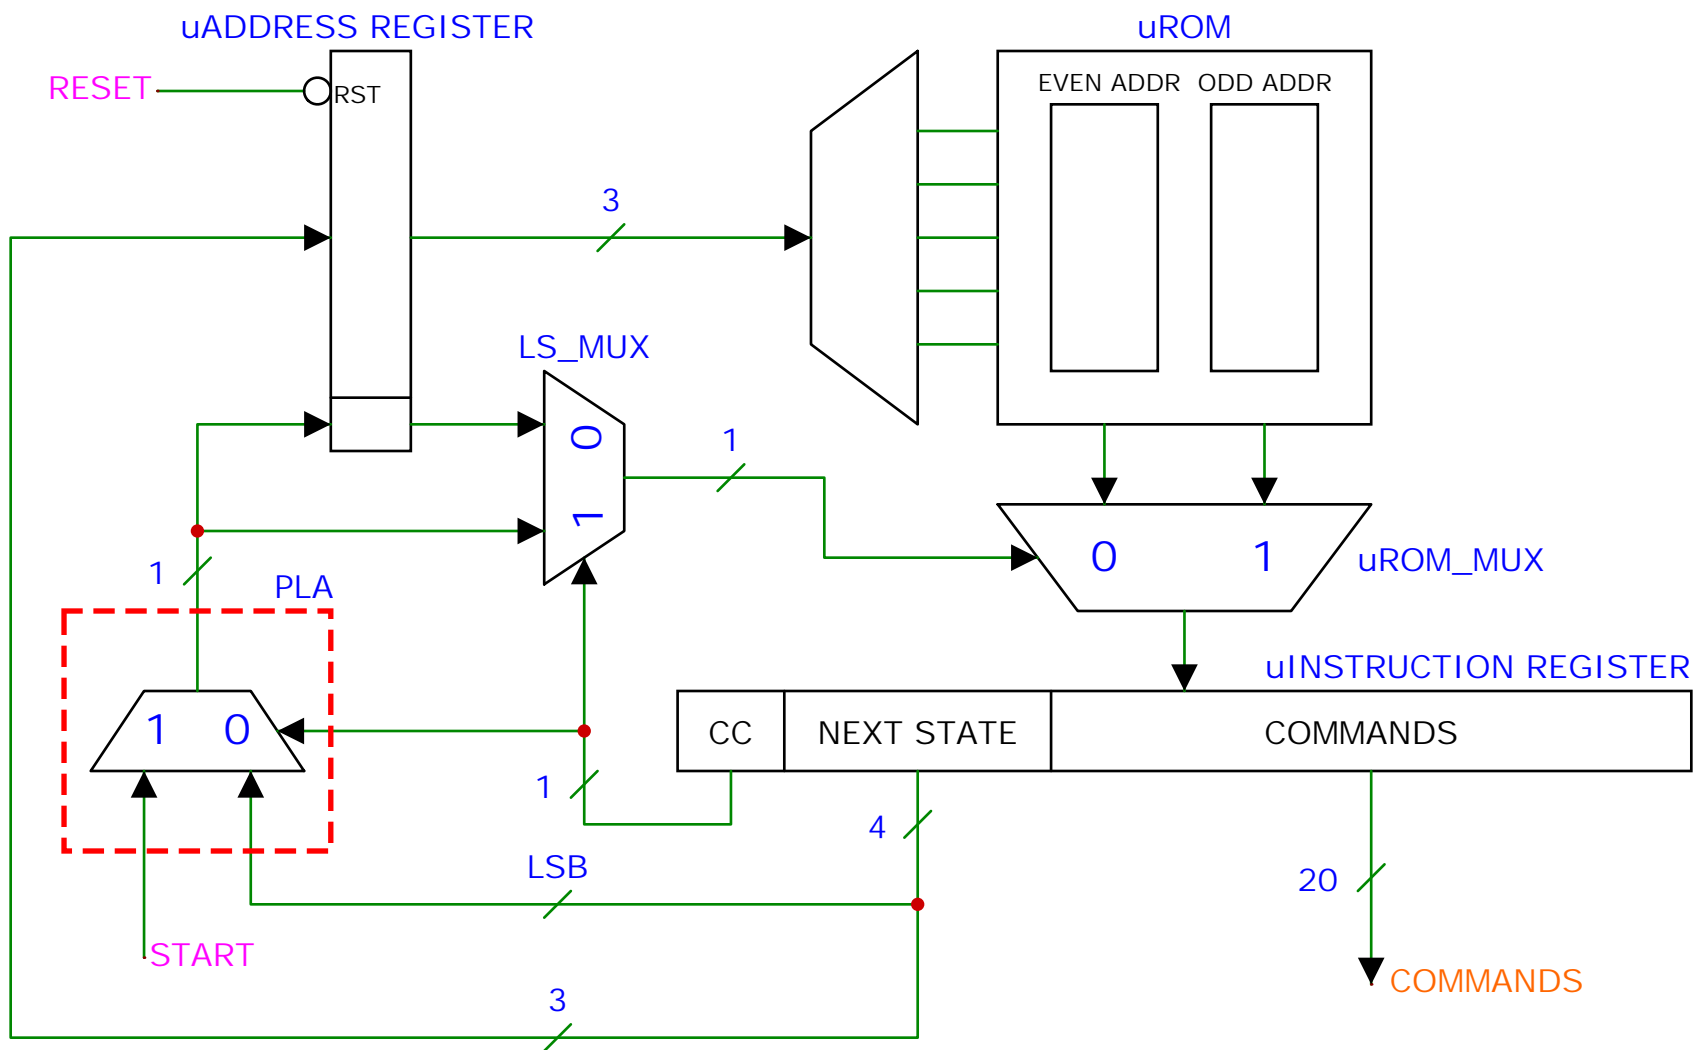 uADDRESS REGISTER
uROM
RESET
RST
EVEN ADDR
ODD ADDR
3
LS_MUX
0
1
1
0
1
uROM_MUX
1
PLA
1
0
uINSTRUCTION REGISTER
CC
NEXT STATE
COMMANDS
1
4
LSB
20
START
COMMANDS
3